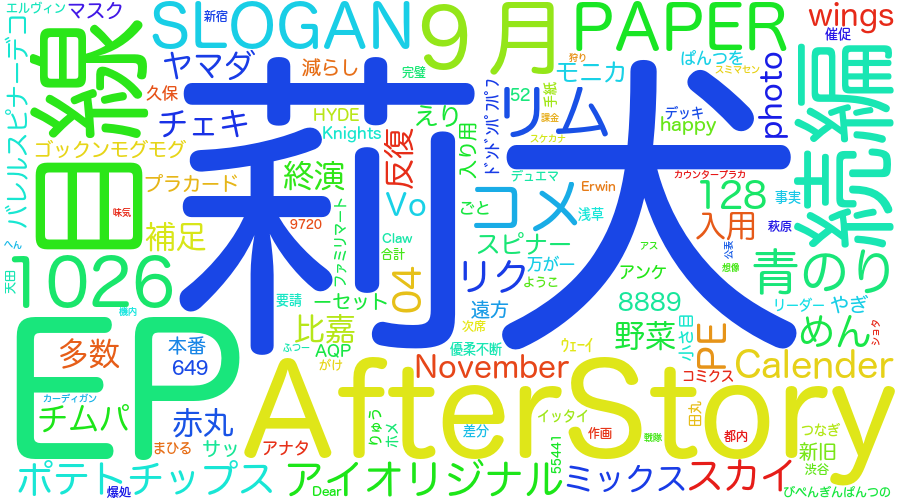 エルヴィン
マスク
新宿
SLOGAN
9月
PAPER
wings
催促
デコ
線
ヤマダ
減らし
完璧
狩り
モニカ
ぱんつを
スミマセン
photo
続編
久保
莉犬
HYDE
えり
52
手紙
リム
課金
デッキ
happy
チェキ
Knights
入り用
ドンドンパフパフ
スケカナ
バレルスピナー
目
ゴックンモグモグ
反復
終演
プラカード
Vo
ごと
コメ
デュエマ
Erwin
浅草
カウンターブラカ
128
事実
味気
9720
ファミリマート
補足
Claw
合計
スピナー
入用
萩原
へん
天田
1026
要請
ーセット
04
リク
万がー
ようこ
アンケ
アス
公表
想像
青のり
機内
比嘉
遠方
次席
8889
リーダー
やぎ
EP
多数
本番
649
ふつー
AQP
がけ
優柔不断
November
ウェーイ
野菜
小さ目
PE
めん
ショタ
コミクス
Calender
カーディガン
チムパ
赤丸
まひる
サッ
アナタ
AfterStory
りゅう
ホメ
差分
イッタイ
作画
戦隊
田丸
都内
つなぎ
新旧
渋谷
ポテトチップス
爆処
アイオリジナル
Dear
55441
ミックス
スカイ
びぺんぎんぱんつの